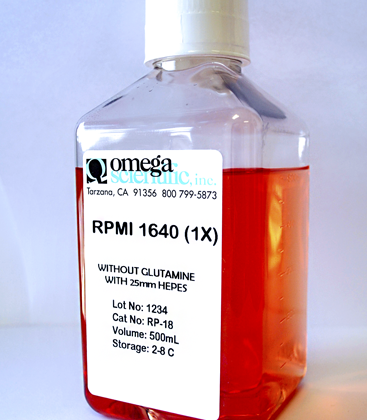 omega
scientific, inc.
Tarzana, CA 91356 800 799-5873
RPMI 1640 (1X)
WITHOUT GLUTAMINE
WITH 25mm HEPES
Lot No: 1234
Cat No: RP-18
Volume: 500mL
Storage: 2-8 C